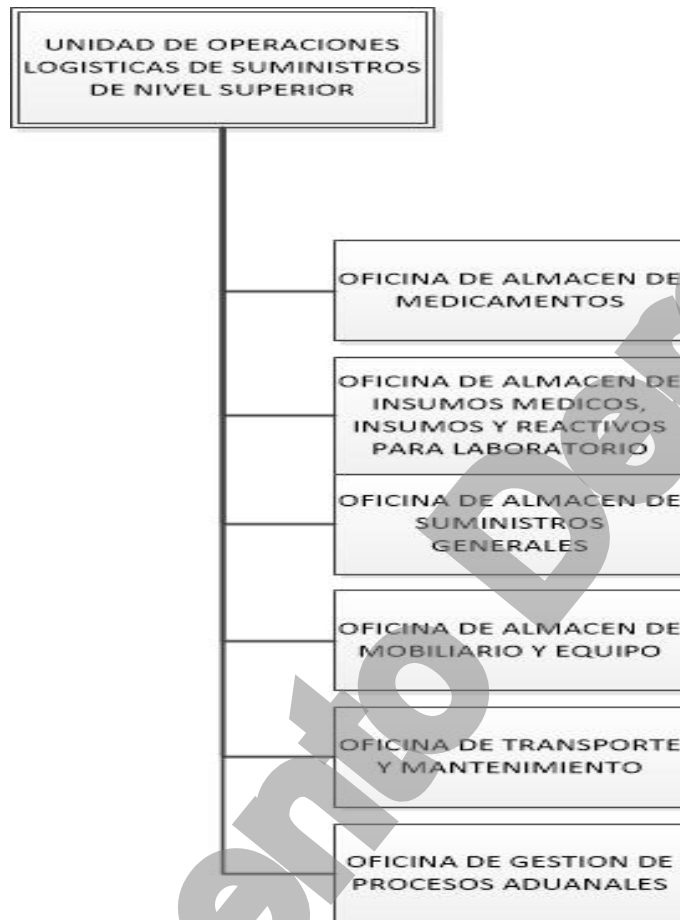 UNIDAD DE OPERACIONES
LOGISTICAS DE SUMINISTROS
DE NIVEL SUPERIOR
OFICINA DE ALMACEN DE
MEDICAMENTOS
OFICINA DE ALMACEN DE
INSUMOS MEDICOS,
INSUMOS Y REACTIVOS
PARA LABORATORIO
OFICINA DE ALMACEN DE
SUMINISTROS
GENERALES
OFICINA DE ALMACEN DE
MOBILIARIO Y EQUIPO
OFICINA DE TRANSPORTE
Y MANTENIMIENTO
OFICINA DE GESTION DE
PROCESOS ADUANALES